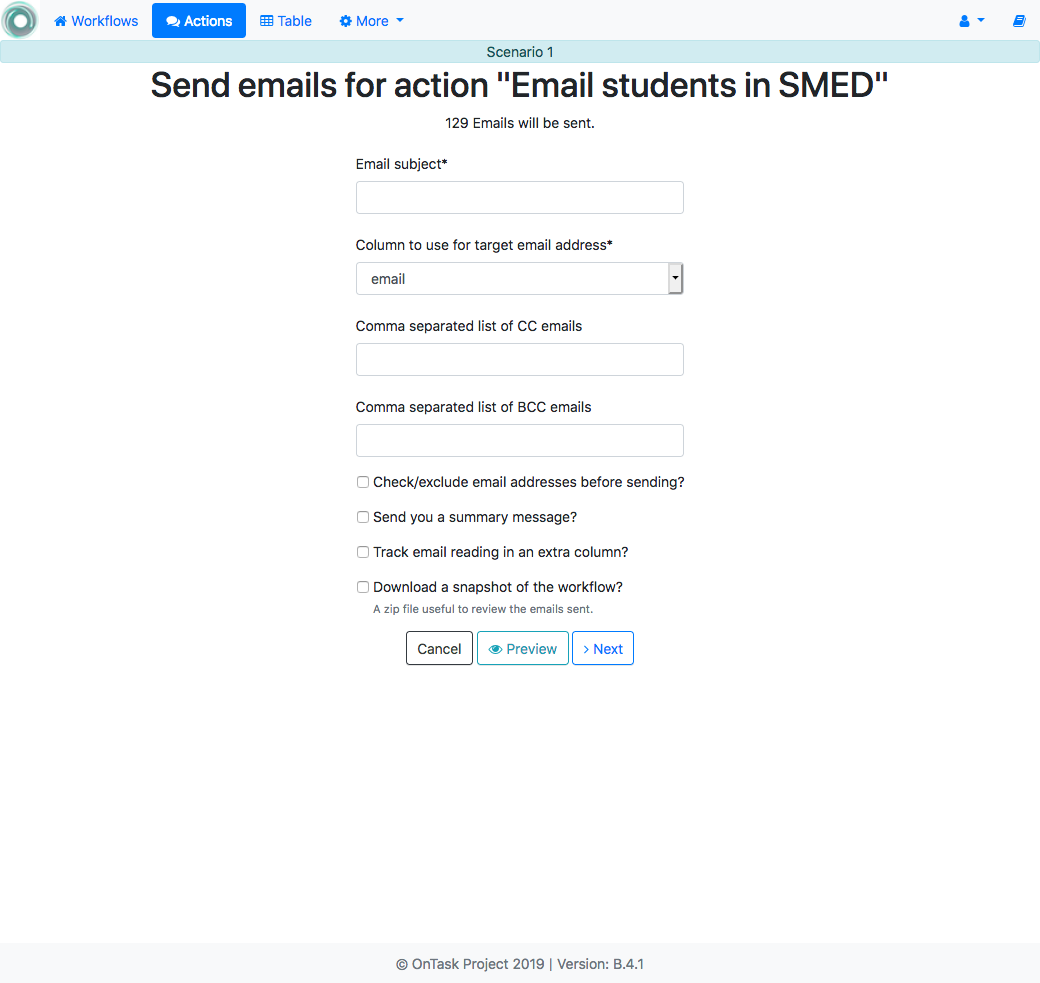 Workflows Actions Table More
Scenario 1
Send emails for action "Email students in SMED"
129 Emails will be sent.
Email subject*
Column to use for target email address*
email
Comma separated list of CC emails
Comma separated list of BCC emails
Check/exclude email addresses before sending?
Send you a summary message?
Track email reading in an extra column?
Download a snapshot of the workflow?
A zip file useful to review the emails sent.
Cancel Preview Next
© OnTask Project 2019 | Version: B.4.1